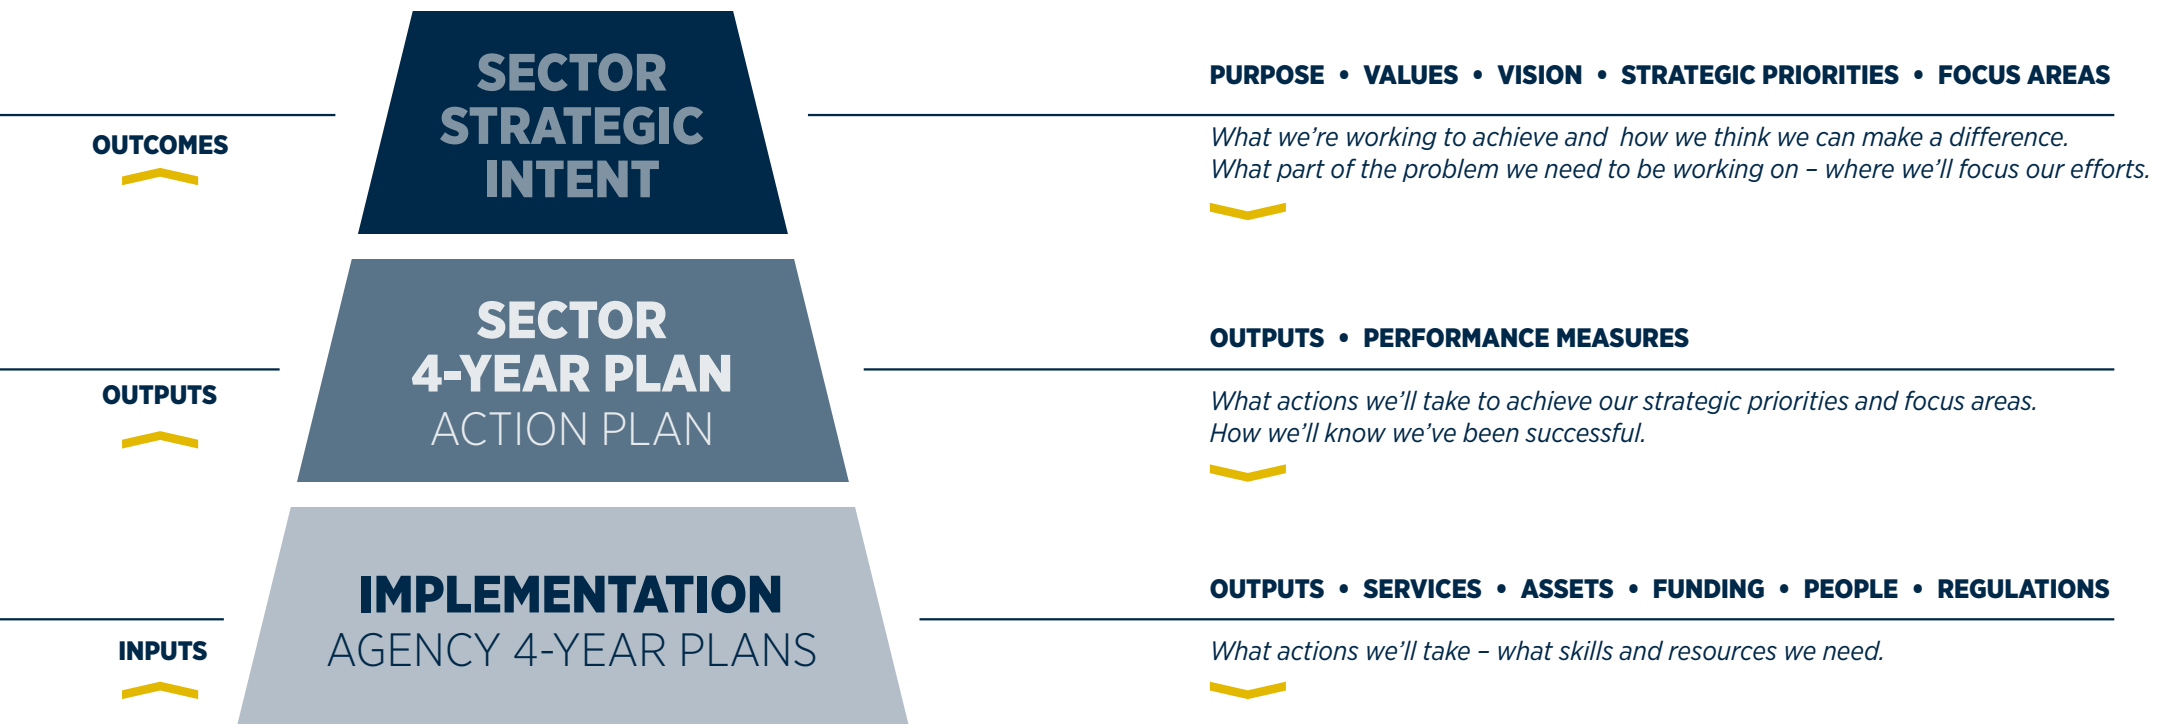 SECTOR
STRATEGIC
INTENT
OUTCOMES
PURPOSE • VALUES • VISION • STRATEGIC PRIORITIES • FOCUS AREAS
What we’re working to achieve and how we think we can make a difference.
What part of the problem we need to be working on – where we’ll focus our efforts.
SECTOR
4-YEAR PLAN
ACTION PLAN
OUTPUTS
OUTPUTS • PERFORMANCE MEASURES
What actions we’ll take to achieve our strategic priorities and focus areas.
How we’ll know we’ve been successful.
IMPLEMENTATION
AGENCY 4-YEAR PLANS
INPUTS
OUTPUTS • SERVICES • ASSETS • FUNDING • PEOPLE • REGULATIONS
What actions we’ll take – what skills and resources we need.